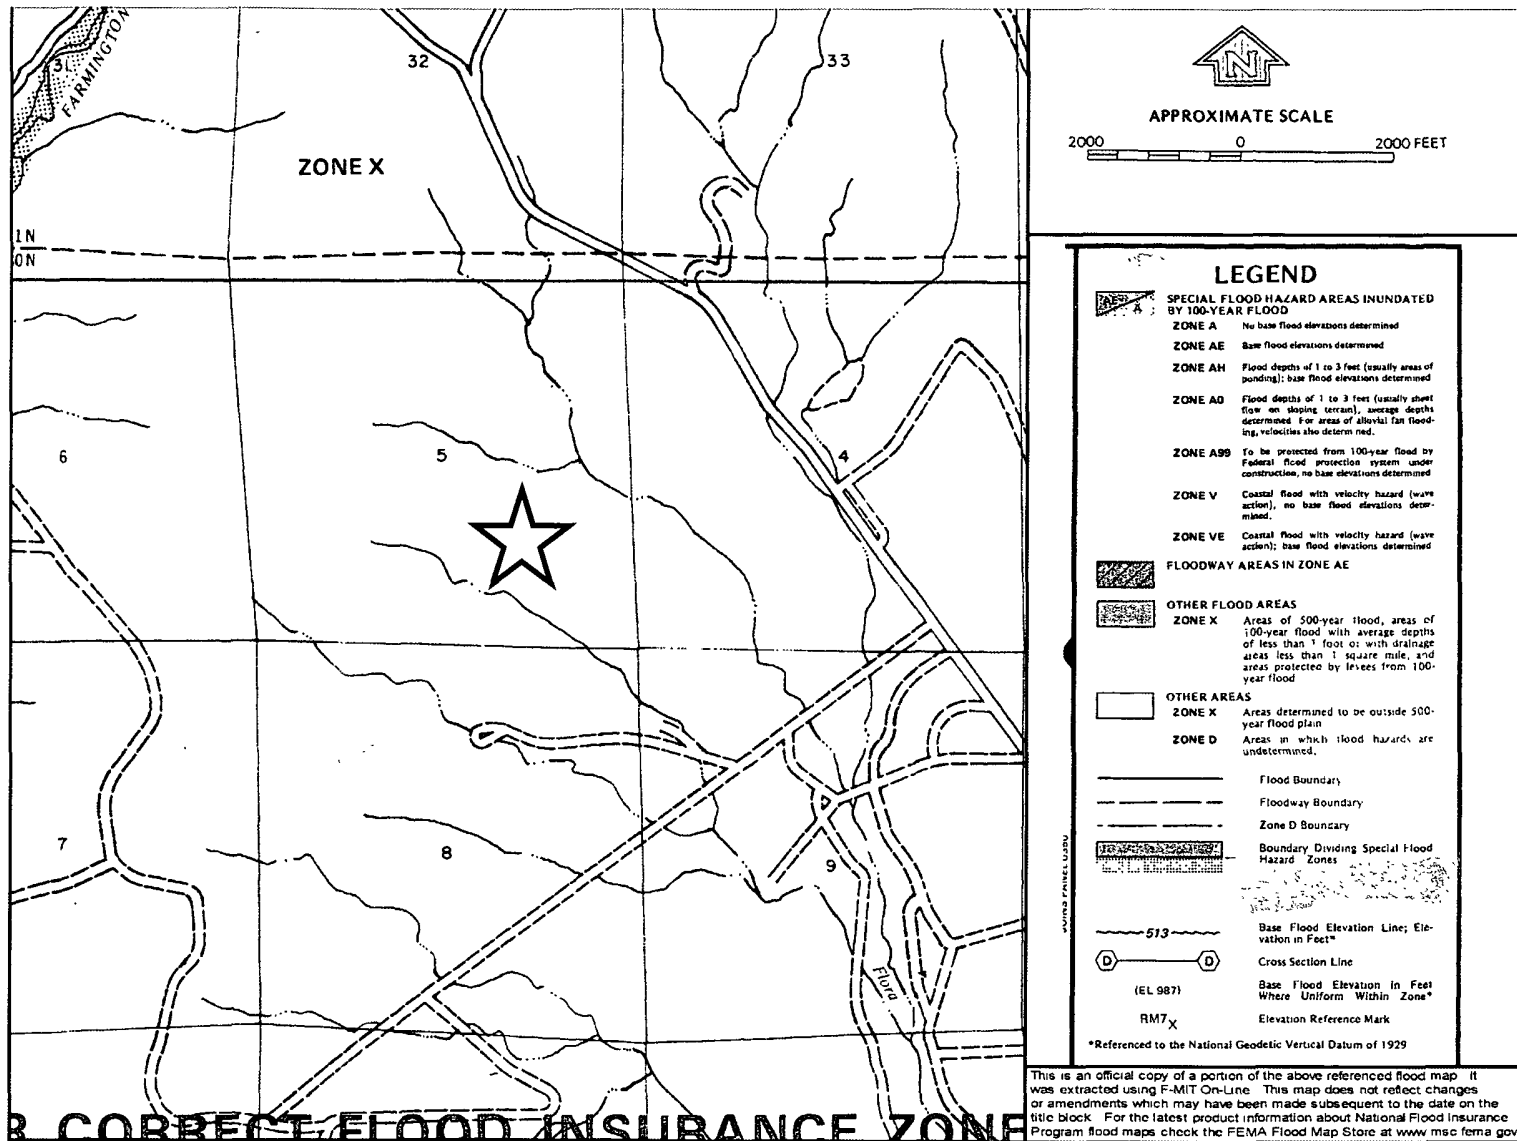 31
FARMINGTON
32
33
ZONE X
1N
0N
6
5
4
7
8
9
Flora
R CORRECT FLOOD INSURANCE ZONE
N
APPROXIMATE SCALE
2000 0 2000 FEET
LEGEND
AE
A
SPECIAL FLOOD HAZARD AREAS INUNDATED
BY 100-YEAR FLOOD
ZONE A No base flood elevations determined
ZONE AE Base flood elevations determined
ZONE AH Flood depths of 1 to 3 feet (usually areas of
ponding); base flood elevations determined
ZONE AO Flood depths of 1 to 3 feet (usually sheet
flow on sloping terrain), average depths
determined For areas of alluvial fan flood-
ing, velocities also determ ned.
ZONE A99 To be protected from 100-year flood by
Federal flood protection system under
construction, no base elevations determined
ZONE V Coastal flood with velocity hazard (wave
action), no base flood elevations deter-
mined.
ZONE VE Coastal flood with velocity hazard (wave
action); base flood elevations determined
FLOODWAY AREAS IN ZONE AE
OTHER FLOOD AREAS
ZONE X Areas of 500-year flood, areas of
100-year flood with average depths
of less than 1 foot or with drainage
areas less than 1 square mile, and
areas protected by levees from 100-
year flood
OTHER AREAS
ZONE X Areas determined to be outside 500-
year flood plain
ZONE D Areas in which flood hazards are
undetermined.
Flood Boundary
Floodway Boundary
Zone D Boundary
Boundary Dividing Special Flood
Hazard Zones
513 Base Flood Elevation Line; Ele-
vation in Feet*
D D Cross Section Line
(EL 987) Base Flood Elevation in Feet
Where Uniform Within Zone*
RM7X Elevation Reference Mark
*Referenced to the National Geodetic Vertical Datum of 1929
JOINS PANEL 0380
This is an official copy of a portion of the above referenced flood map It
was extracted using F-MIT On-Line This map does not reflect changes
or amendments which may have been made subsequent to the date on the
title block For the latest product information about National Flood Insurance
Program flood maps check the FEMA Flood Map Store at www msc fema gov